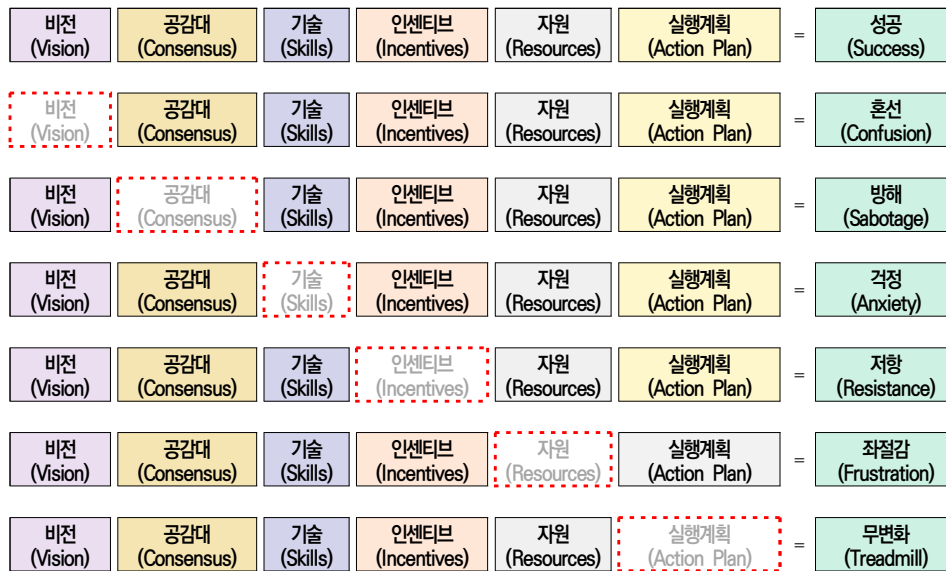 비전 공감대 기술 인센티브 자원 실행계획 = 성공
(Vision) (Consensus) (Skills) (Incentives) (Resources) (Action Plan) (Success)
비전 공감대 기술 인센티브 자원 실행계획 = 혼선
(Vision) (Consensus) (Skills) (Incentives) (Resources) (Action Plan) (Confusion)
비전 공감대 기술 인센티브 자원 실행계획 = 방해
(Vision) (Consensus) (Skills) (Incentives) (Resources) (Action Plan) (Sabotage)
비전 공감대 기술 인센티브 자원 실행계획 = 걱정
(Vision) (Consensus) (Skills) (Incentives) (Resources) (Action Plan) (Anxiety)
비전 공감대 기술 인센티브 자원 실행계획 = 저항
(Vision) (Consensus) (Skills) (Incentives) (Resources) (Action Plan) (Resistance)
비전 공감대 기술 인센티브 자원 실행계획 = 좌절감
(Vision) (Consensus) (Skills) (Incentives) (Resources) (Action Plan) (Frustration)
비전 공감대 기술 인센티브 자원 실행계획 = 무변화
(Vision) (Consensus) (Skills) (Incentives) (Resources) (Action Plan) (Treadmill)